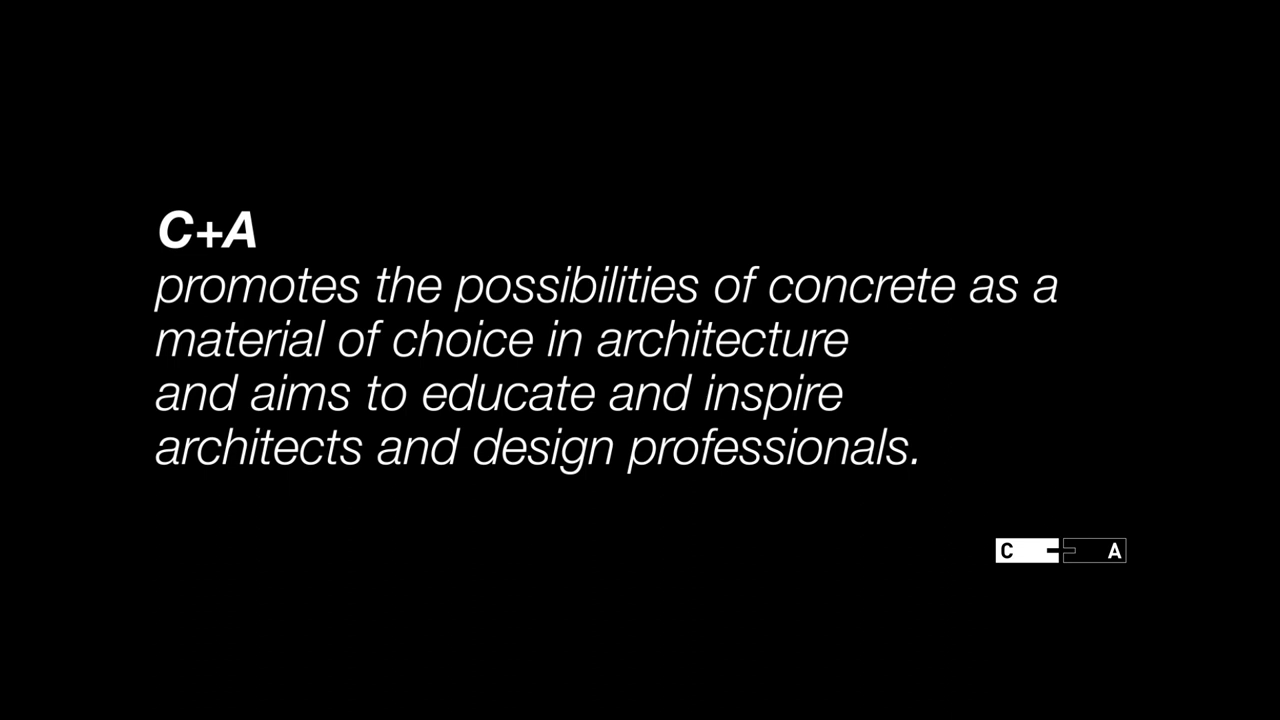 C+A
promotes the possibilities of concrete as a
material of choice in architecture
and aims to educate and inspire
architects and design professionals.
C A